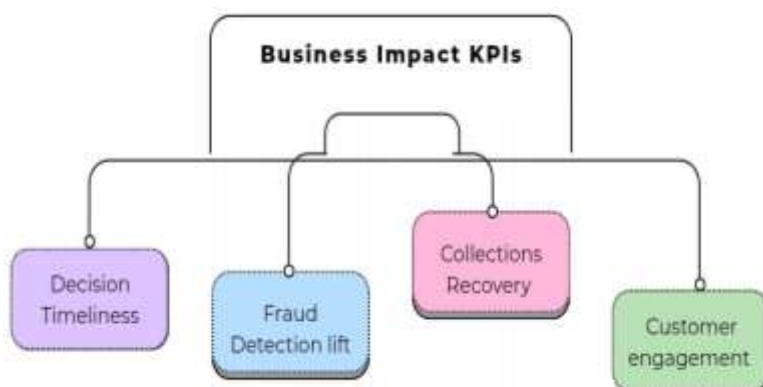 Business Impact KPIs
Decision
Timeliness
Fraud
Detection lift
Collections
Recovery
Customer
engagement